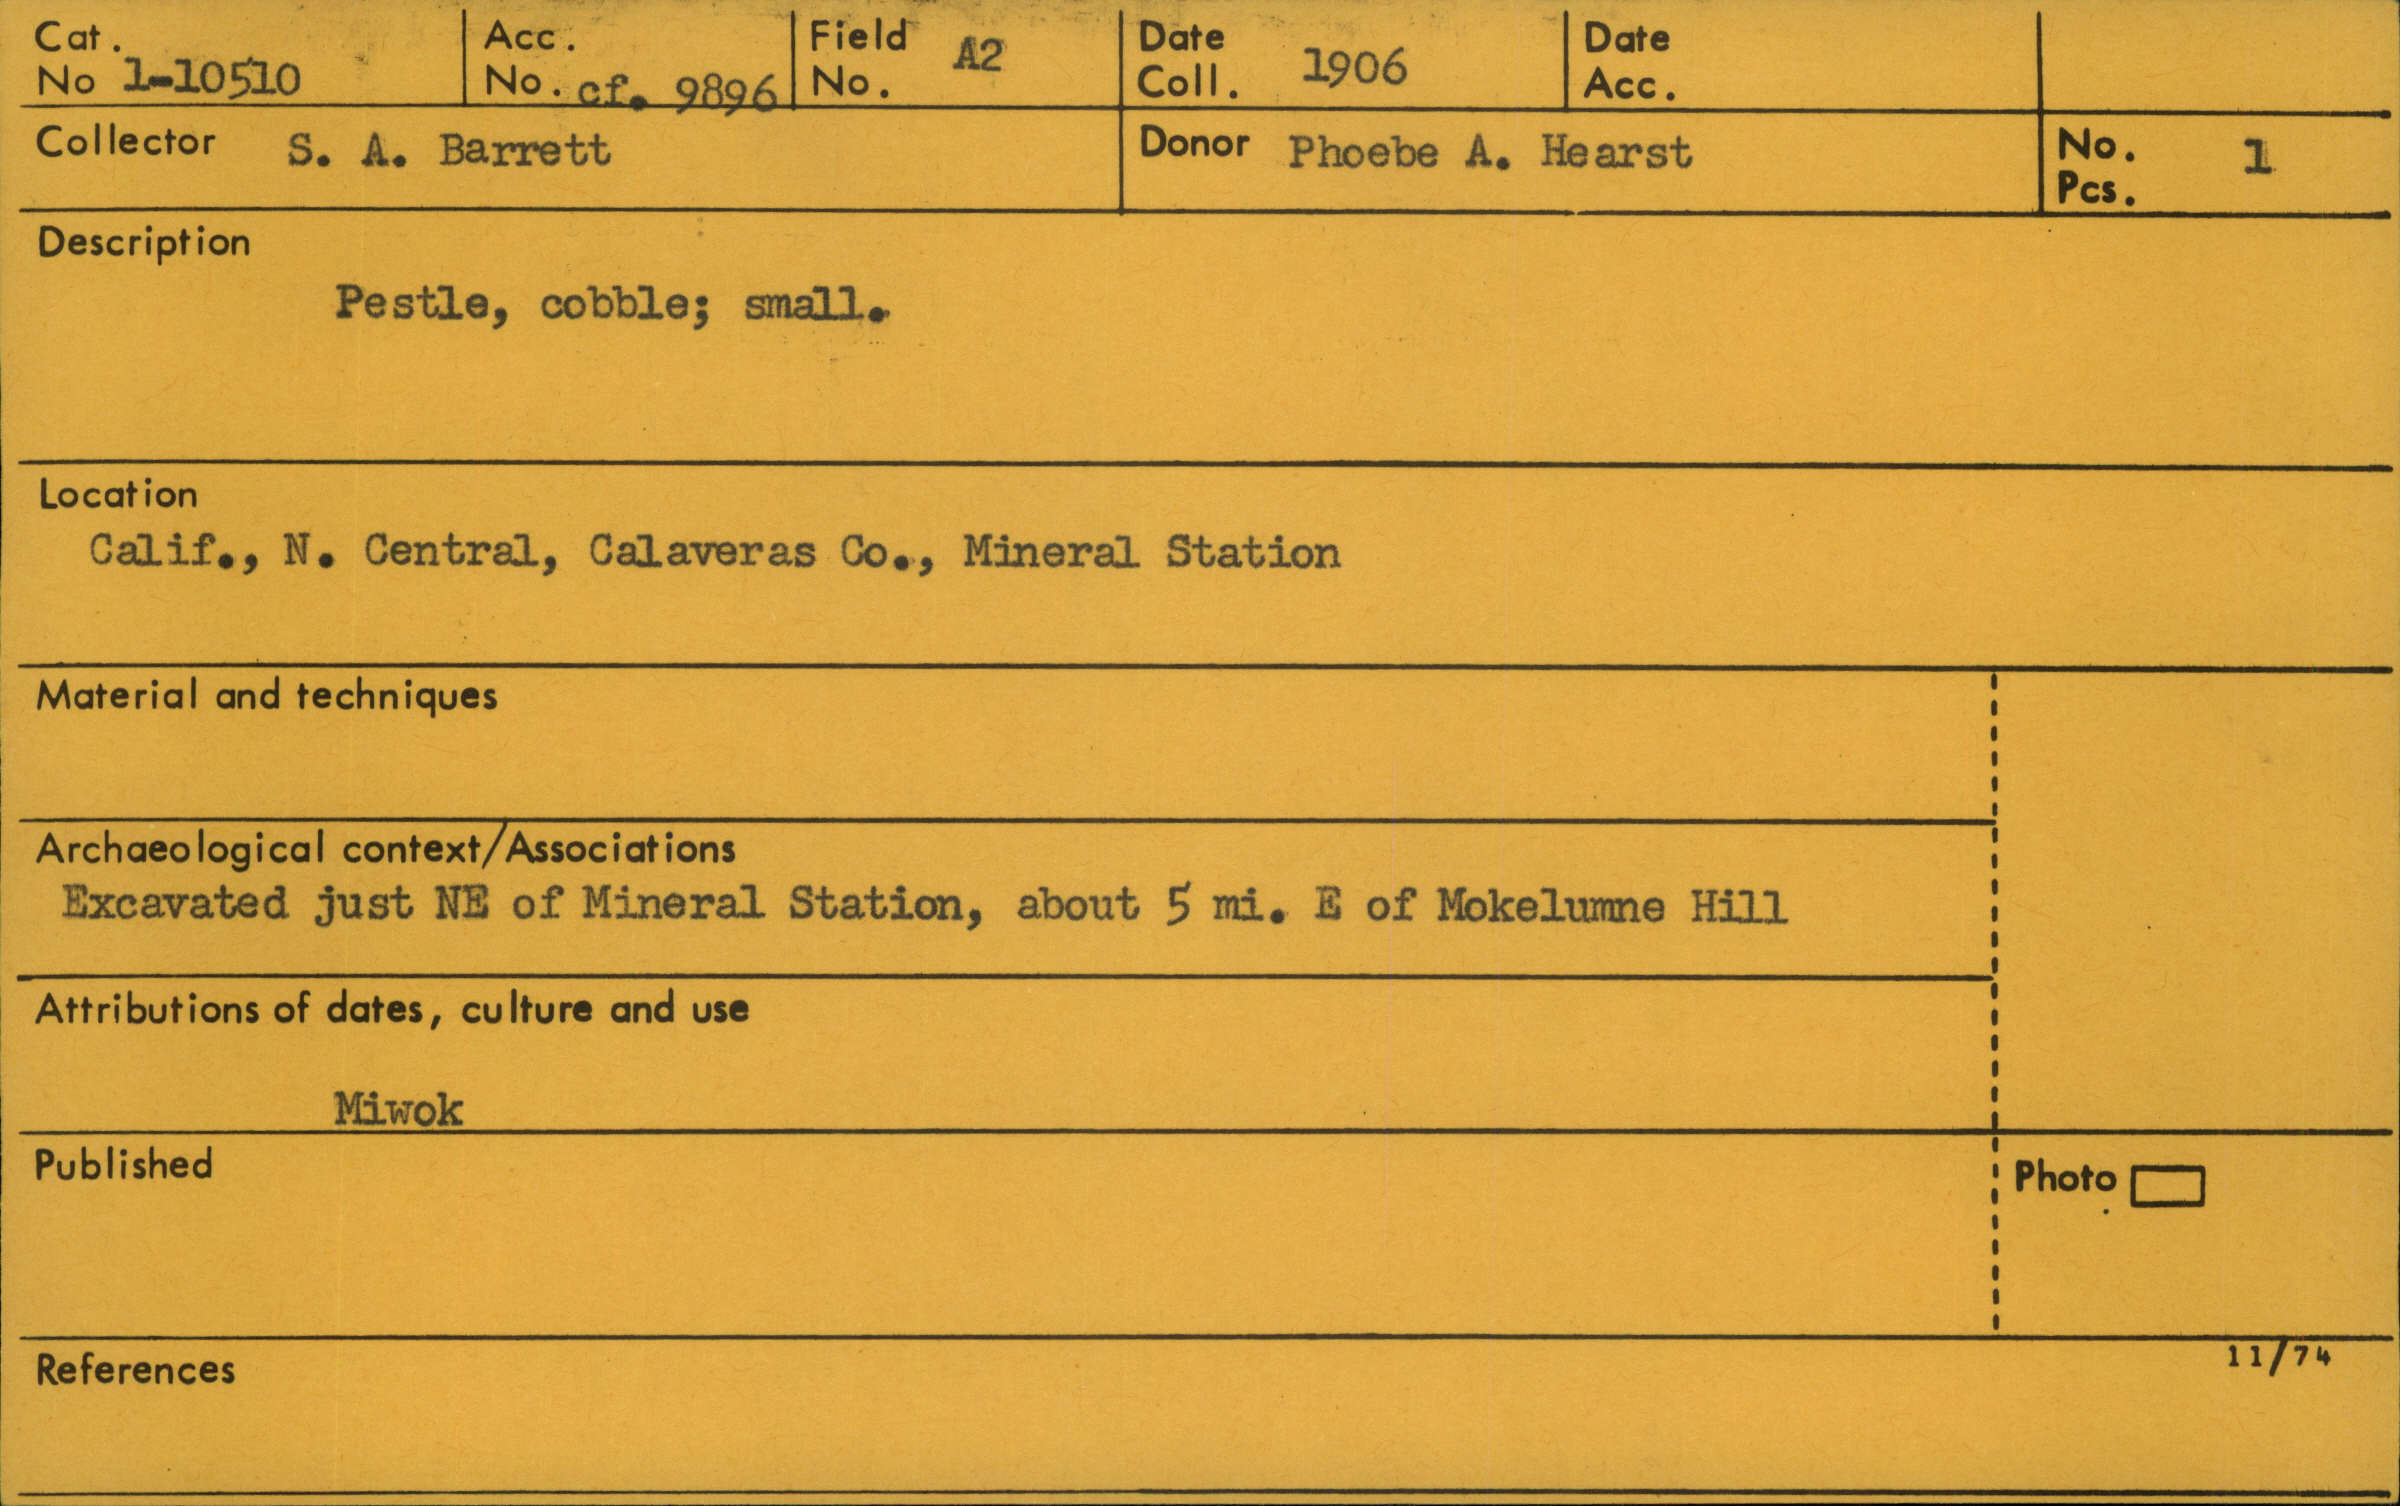 Cat. No 1-10510 Acc. No. cf. 9896 Field No. A2 Date Coll. 1906 Date Acc.
Collector S. A. Barrett Donor Phoebe A. Hearst No. Pcs. 1
Description
Pestle, cobble; small.
Location
Calif., N. Central, Calaveras Co., Mineral Station
Material and techniques
Archaeological context/Associations
Excavated just NE of Mineral Station, about 5 mi. E of Mokelumne Hill
Attributions of dates, culture and use
Miwok
Published
Photo
References
11/74